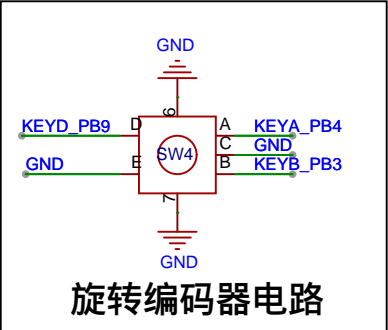 GND
6
KEYD_PB9 D A KEYA_PB4
SW4 C GND
GND E B KEYB_PB3
7
GND
旋转编码器电路